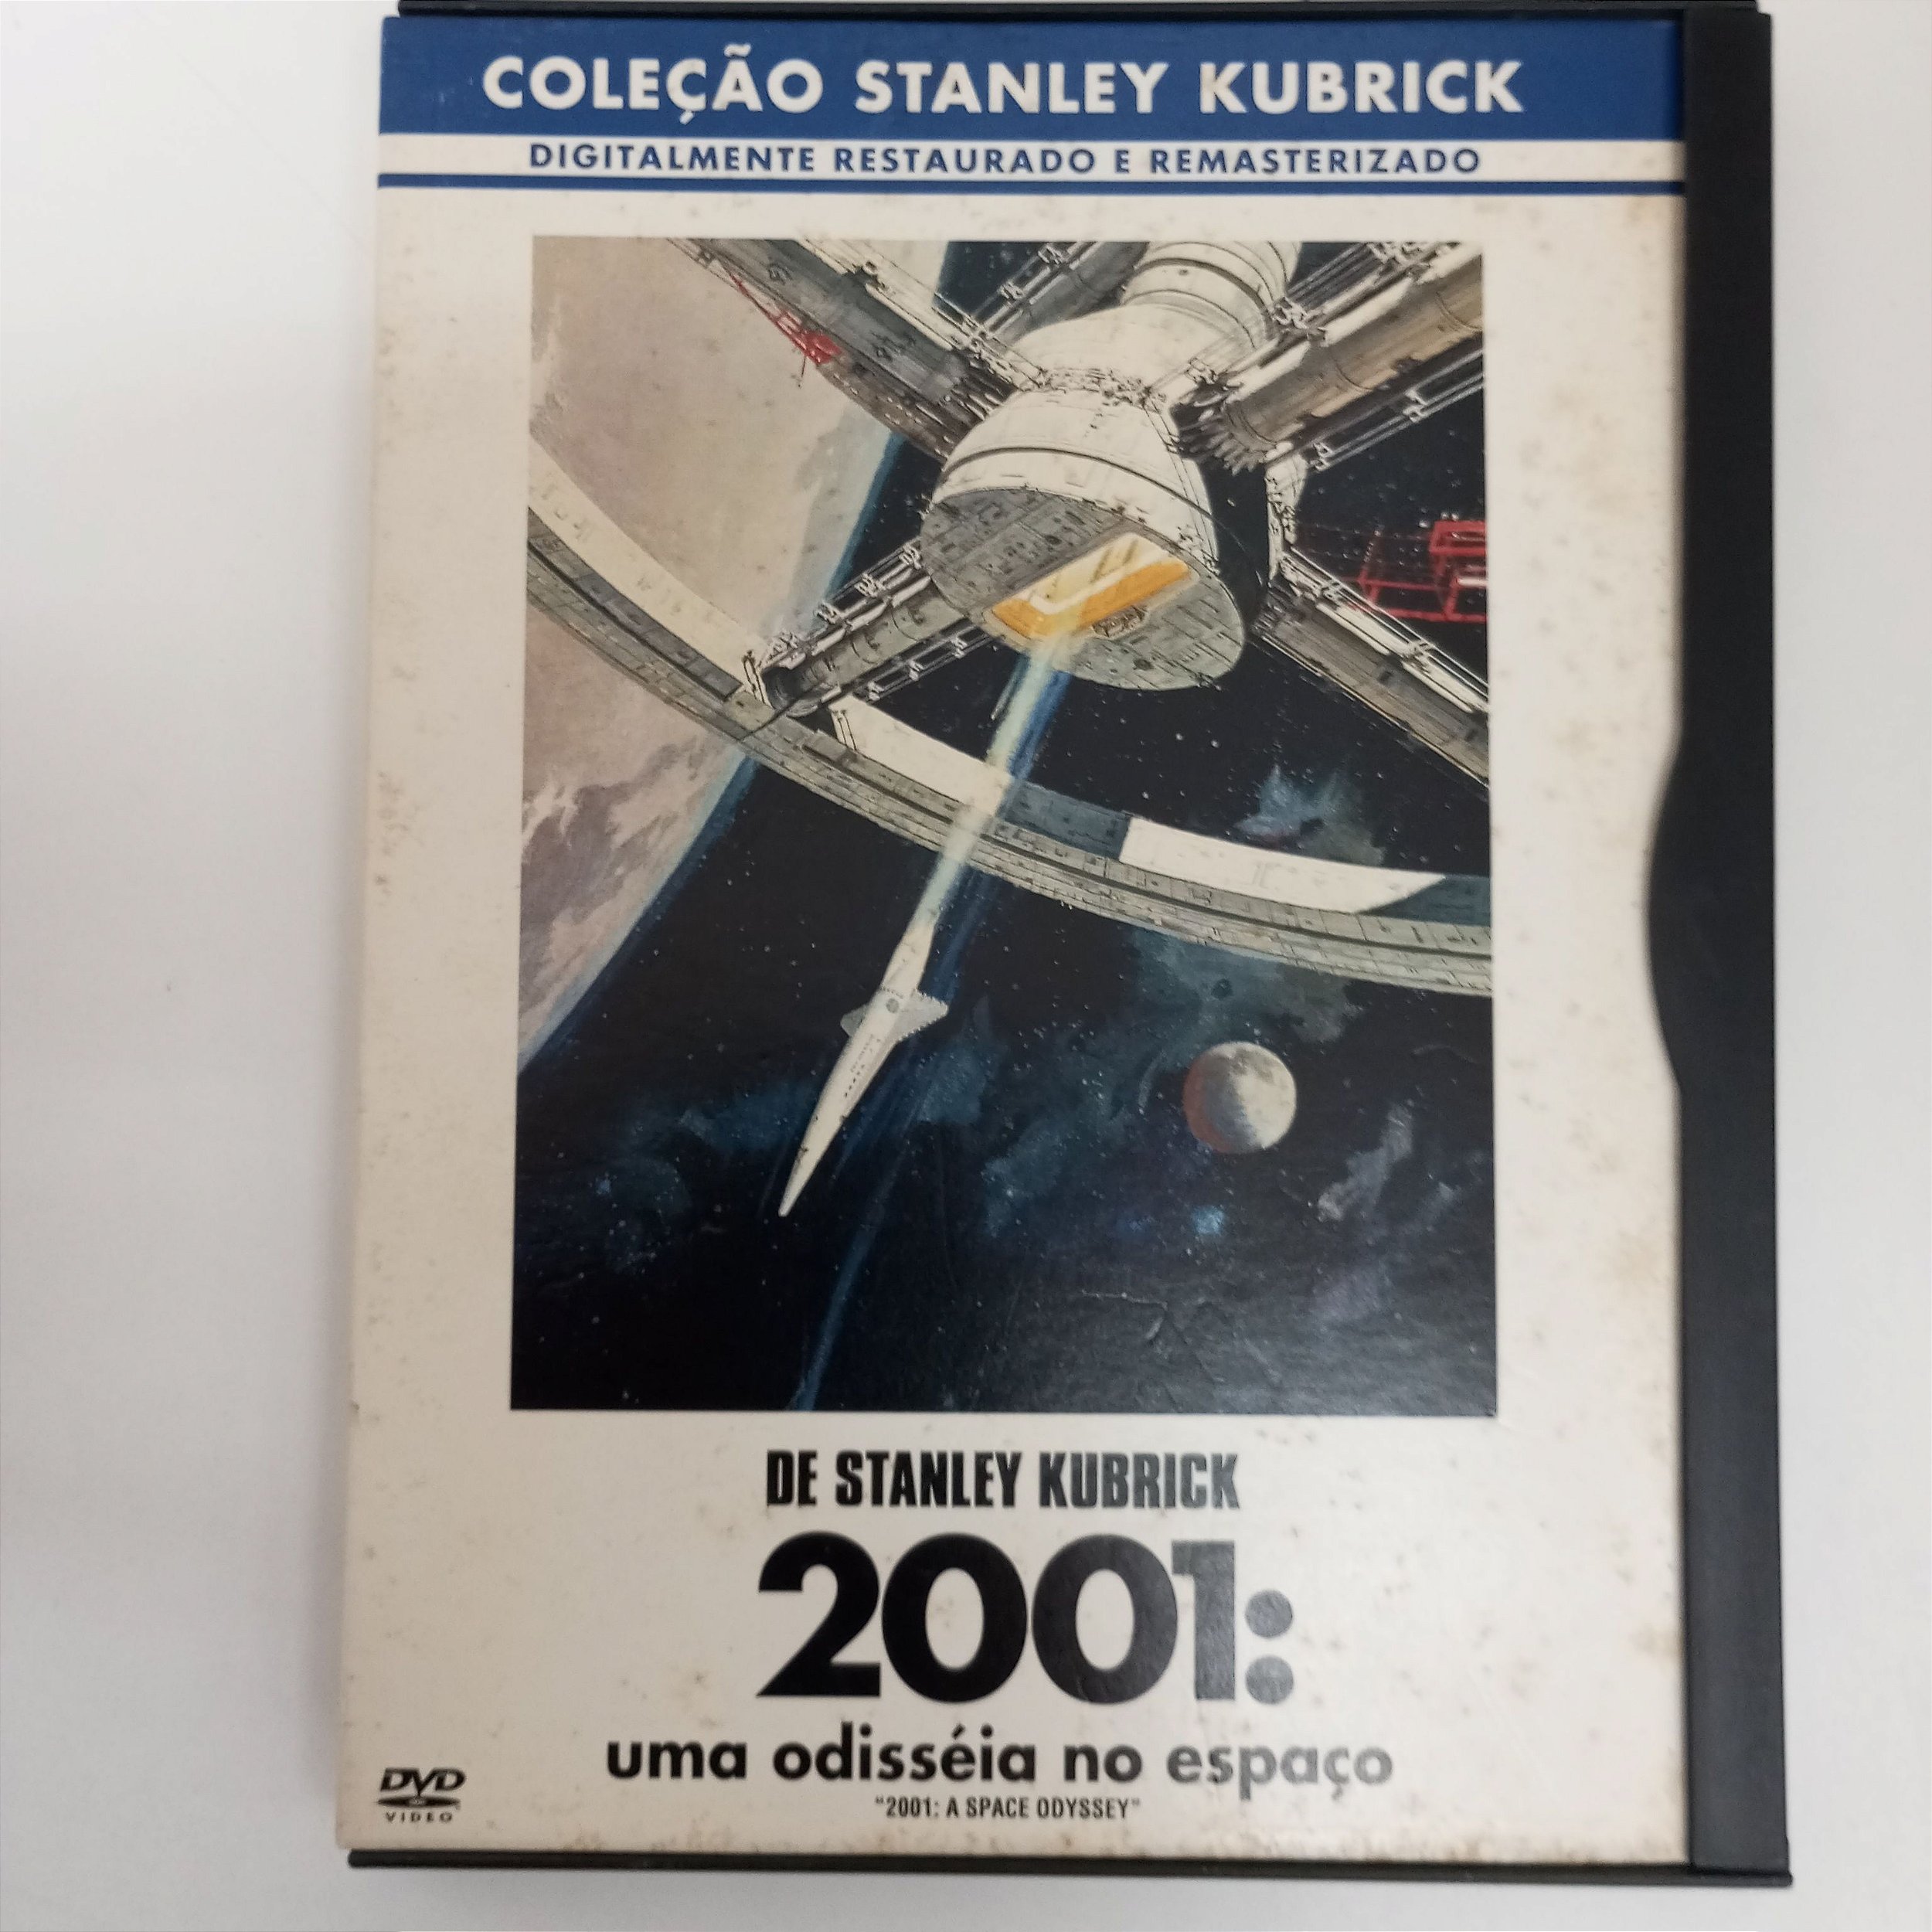 COLEÇÃO STANLEY KUBRICK
DIGITALMENTE RESTAURADO E REMASTERIZADO
DE STANLEY KUBRICK
2001:
uma odisséia no espaço
"2001: A SPACE ODYSSEY"
DVD
VIDEO